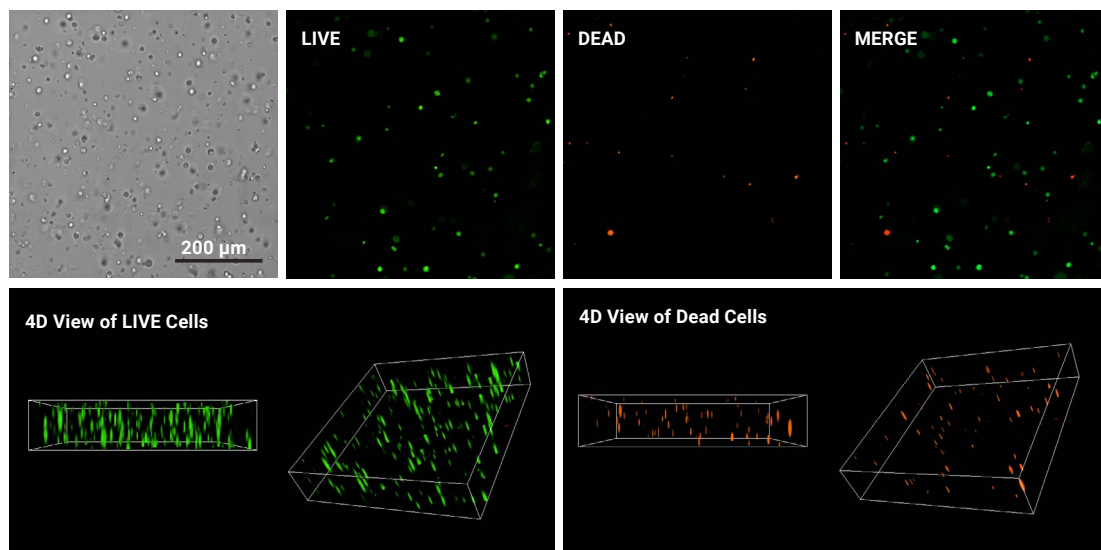 LIVE
DEAD
MERGE
200 µm
4D View of LIVE Cells
4D View of Dead Cells